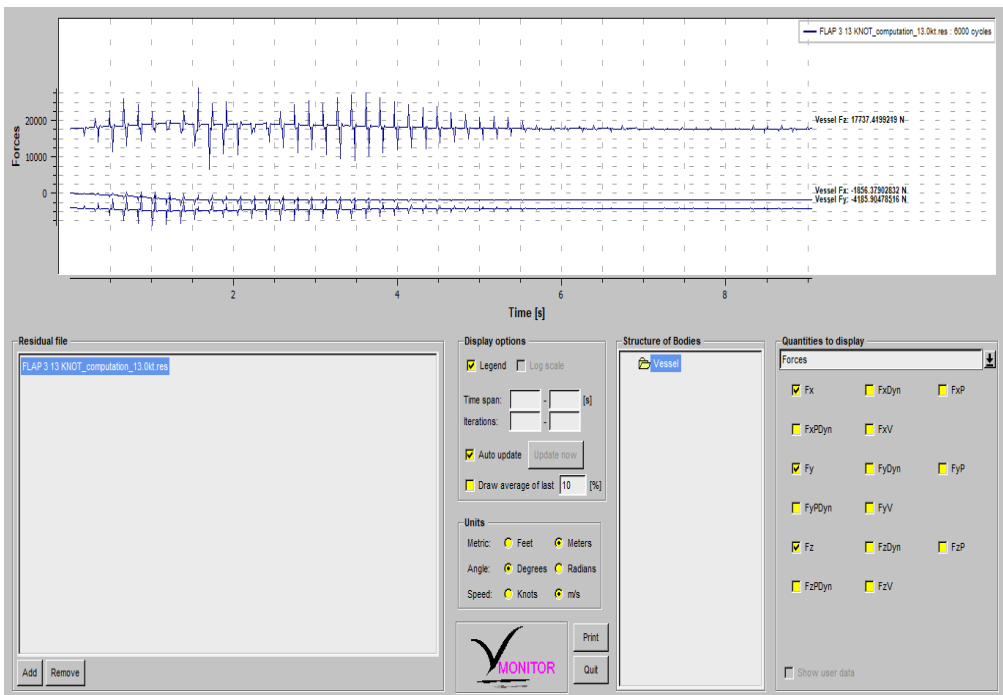 FLAP 3 13 KNOT_computation_13.0kt.res : 6000 cycles
Forces
20000
10000
0
Vessel Fz: 17737.4199219 N
Vessel Fx: -1856.37902832 N
Vessel Fy: -4185.90478516 N
2
4
6
8
Time [s]
Residual file
FLAP 3 13 KNOT_computation_13.0kt.res
Add
Remove
Display options
Legend
Log scale
Time span: - [s]
Iterations: -
Auto update
Update now
Draw average of last 10 [%]
Units
Metric: Feet Meters
Angle: Degrees Radians
Speed: Knots m/s
MONITOR
Print
Quit
Structure of Bodies
Vessel
Quantities to display
Forces
Fx FxDyn FxP
FxPDyn FxV
Fy FyDyn FyP
FyPDyn FyV
Fz FzDyn FzP
FzPDyn FzV
Show user data